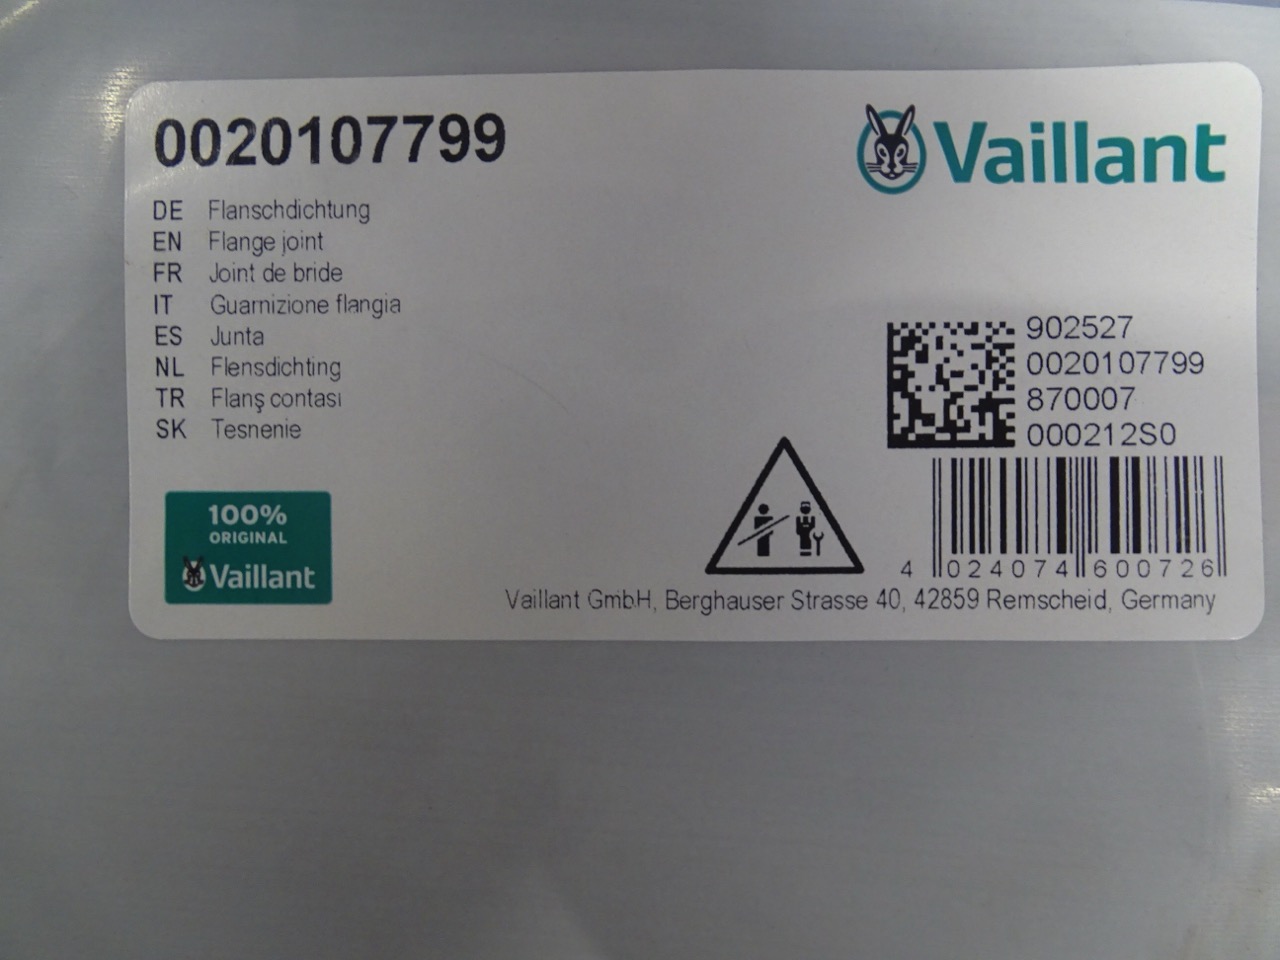 0020107799
Vaillant
DE Flanschdichtung
EN Flange joint
FR Joint de bride
IT Guarnizione flangia
ES Junta
NL Flensdichting
TR Flanş contası
SK Tesnenie
902527
0020107799
870007
000212S0
100%
ORIGINAL
Vaillant
4 024074 600726
Vaillant GmbH, Berghauser Strasse 40, 42859 Remscheid, Germany